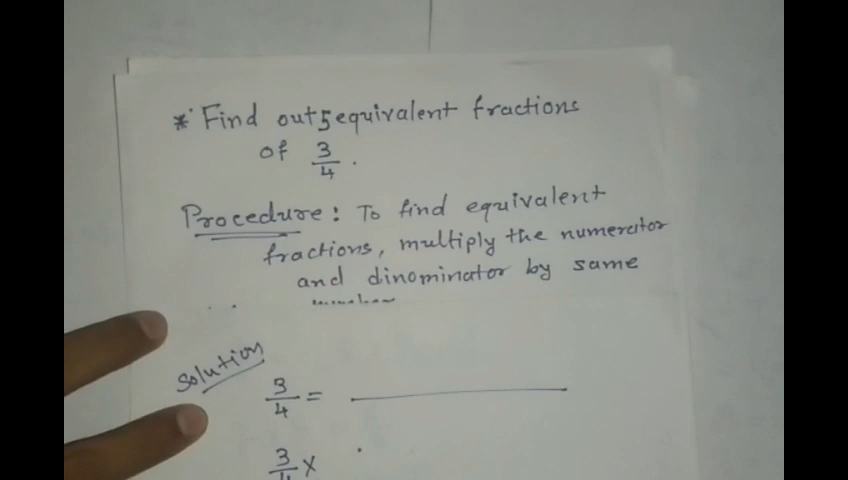 * Find out 5 equivalent fractions
of 3/4.
Procedure: To find equivalent
fractions, multiply the numerator
and dinominator by same
Solution
3/4 =
3/4 x